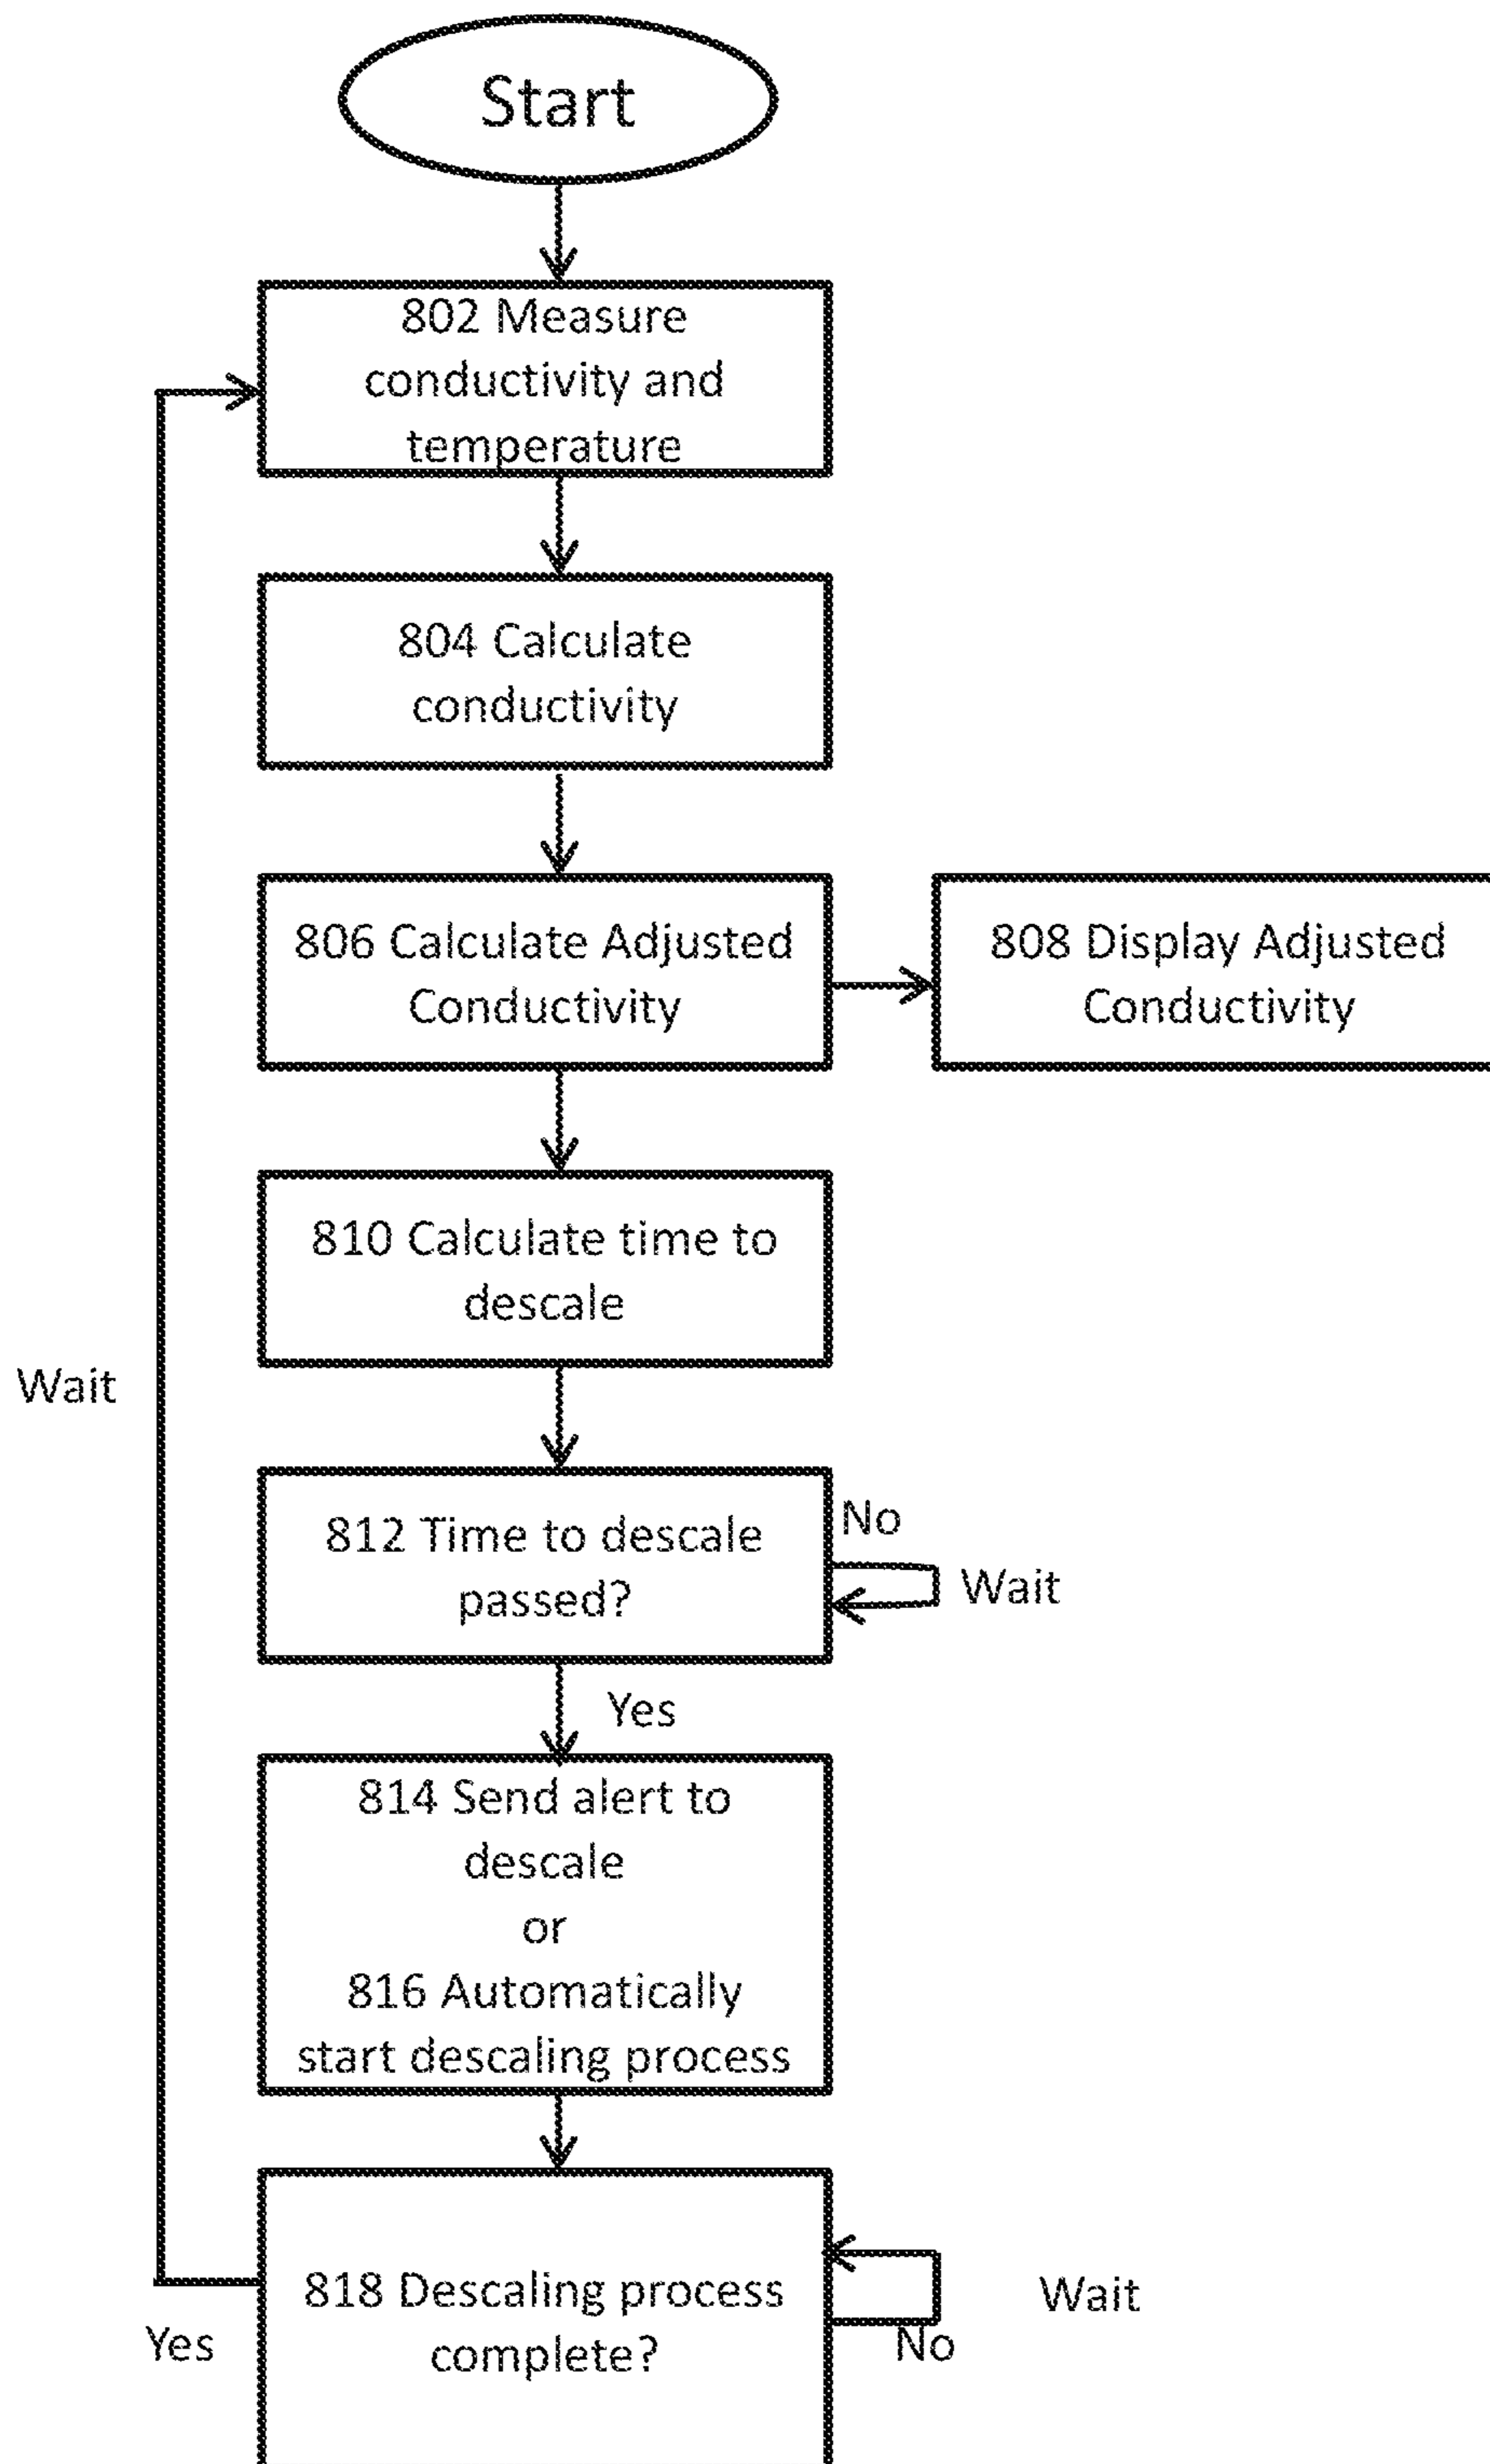 Start
802 Measure
conductivity and
temperature
804 Calculate
conductivity
806 Calculate Adjusted
Conductivity
808 Display Adjusted
Conductivity
810 Calculate time to
descale
Wait
812 Time to descale
passed?
No
Wait
Yes
814 Send alert to
descale
or
816 Automatically
start descaling process
818 Descaling process
complete?
Wait
No
Yes